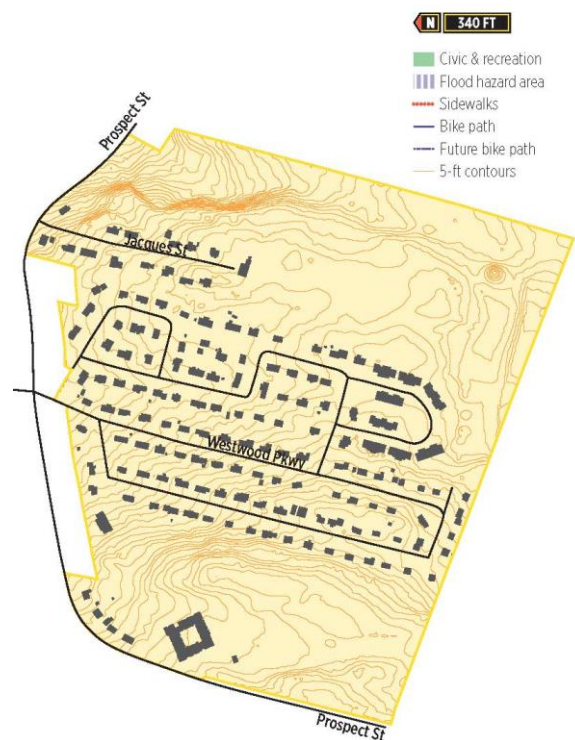 N 340 FT
Civic & recreation
Flood hazard area
Sidewalks
Bike path
Future bike path
5-ft contours
Prospect St
Jacques St
Westwood Pkwy
Prospect St